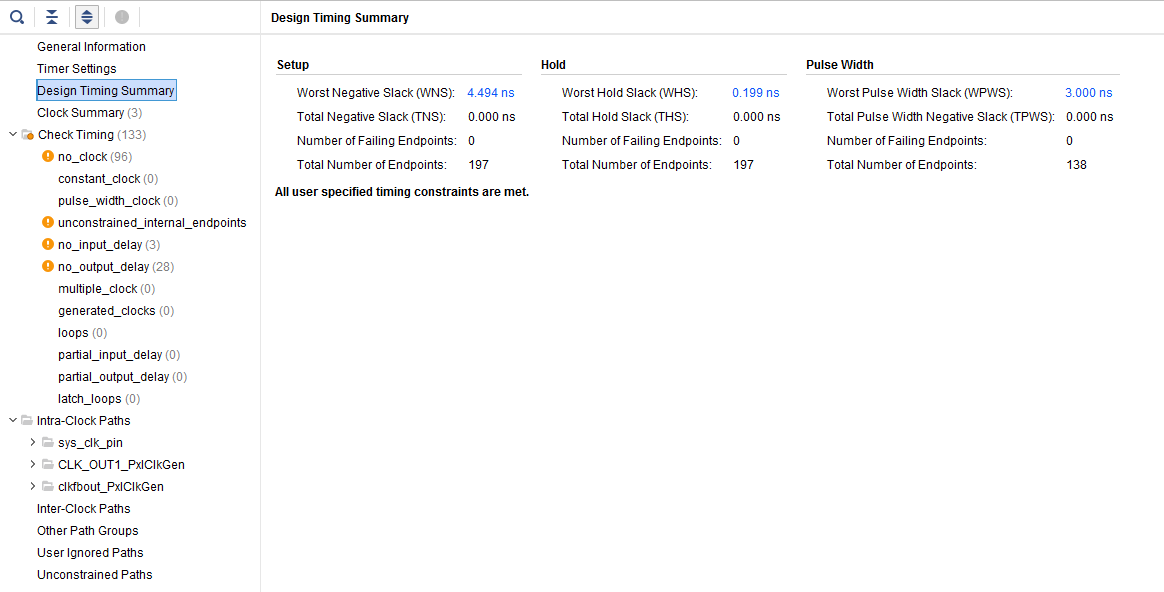 Design Timing Summary
General Information
Timer Settings
Design Timing Summary
Clock Summary (3)
Check Timing (133)
no_clock (96)
constant_clock (0)
pulse_width_clock (0)
unconstrained_internal_endpoints
no_input_delay (3)
no_output_delay (28)
multiple_clock (0)
generated_clocks (0)
loops (0)
partial_input_delay (0)
partial_output_delay (0)
latch_loops (0)
Intra-Clock Paths
sys_clk_pin
CLK_OUT1_PxlClkGen
clkfbout_PxlClkGen
Inter-Clock Paths
Other Path Groups
User Ignored Paths
Unconstrained Paths
Setup
Worst Negative Slack (WNS): 4.494 ns
Total Negative Slack (TNS): 0.000 ns
Number of Failing Endpoints: 0
Total Number of Endpoints: 197
Hold
Worst Hold Slack (WHS): 0.199 ns
Total Hold Slack (THS): 0.000 ns
Number of Failing Endpoints: 0
Total Number of Endpoints: 197
Pulse Width
Worst Pulse Width Slack (WPWS): 3.000 ns
Total Pulse Width Negative Slack (TPWS): 0.000 ns
Number of Failing Endpoints: 0
Total Number of Endpoints: 138
All user specified timing constraints are met.